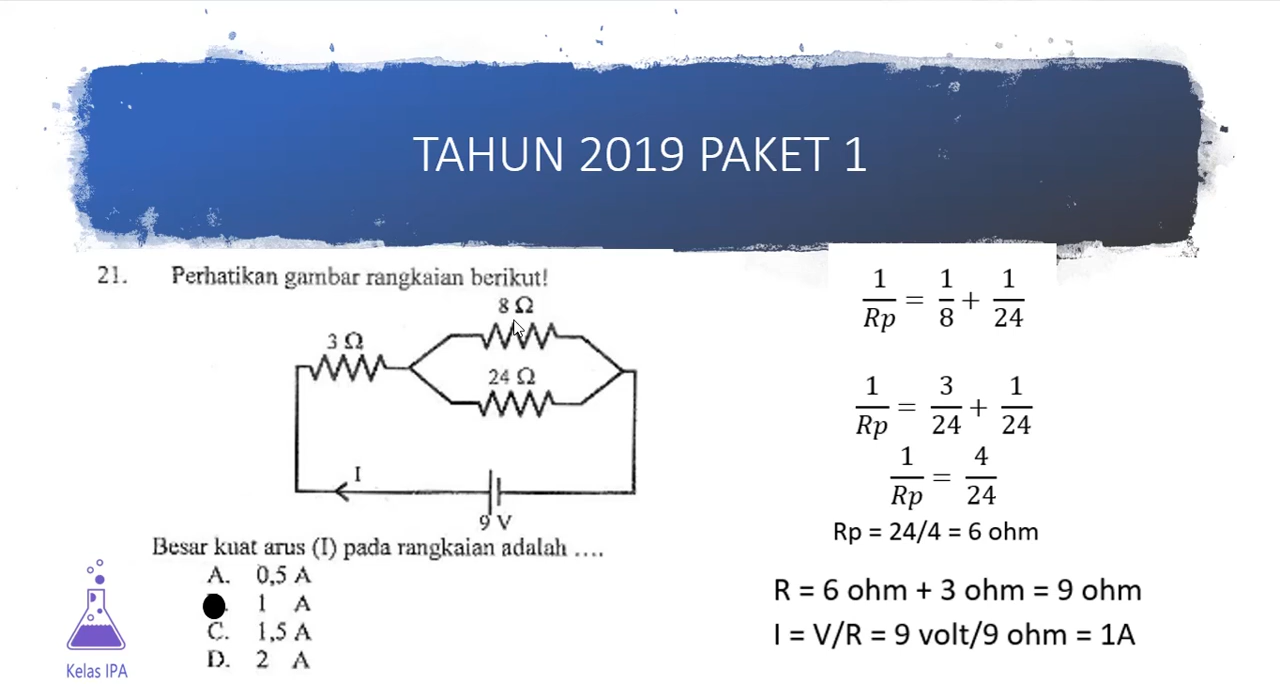 TAHUN 2019 PAKET 1
21. Perhatikan gambar rangkaian berikut!
8 Ω
3 Ω
24 Ω
I
9 V
Besar kuat arus (I) pada rangkaian adalah ....
A. 0,5 A
1 A
C. 1,5 A
D. 2 A
Kelas IPA
1/Rp = 1/8 + 1/24
1/Rp = 3/24 + 1/24
1/Rp = 4/24
Rp = 24/4 = 6 ohm
R = 6 ohm + 3 ohm = 9 ohm
I = V/R = 9 volt/9 ohm = 1A